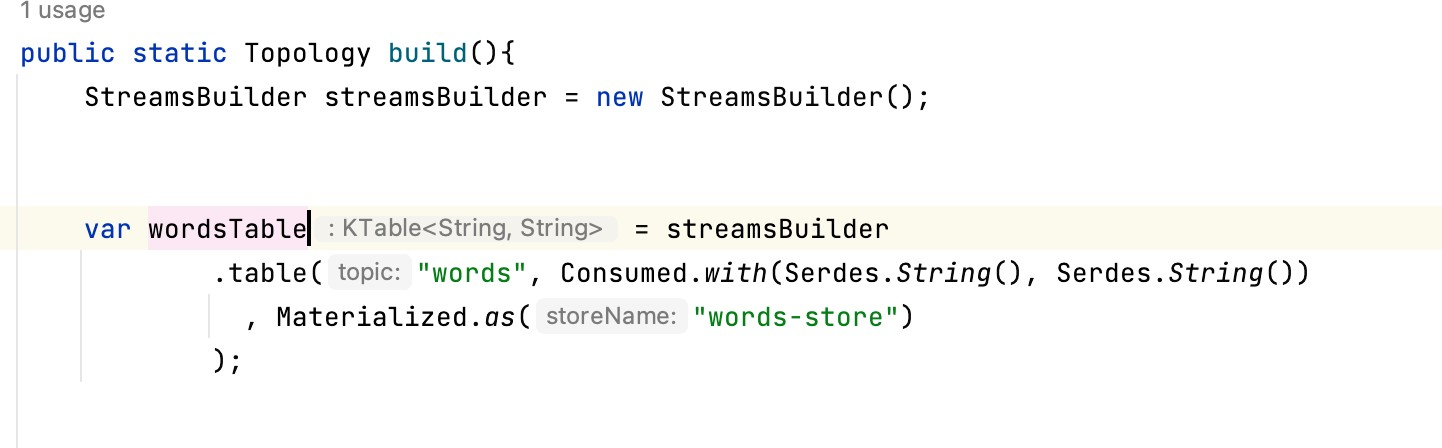 1 usage
public static Topology build(){
StreamsBuilder streamsBuilder = new StreamsBuilder();
var wordsTable : KTable<String, String> = streamsBuilder
.table( topic: "words", Consumed.with(Serdes.String(), Serdes.String())
, Materialized.as( storeName: "words-store")
);